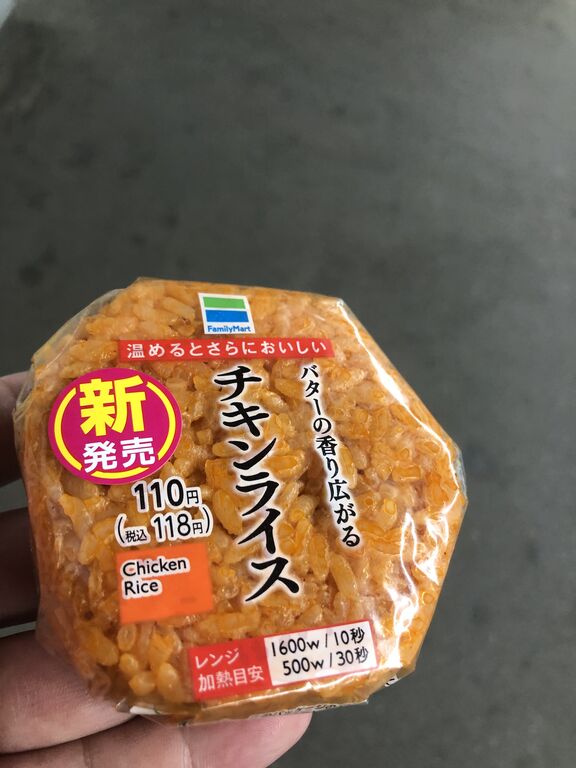 FamilyMart
温めるとさらにおいしい
バターの香り広がる
チキンライス
新
発売
110円
(税込 118円)
Chicken
Rice
レンジ
加熱目安
1600w/10秒
500w/30秒